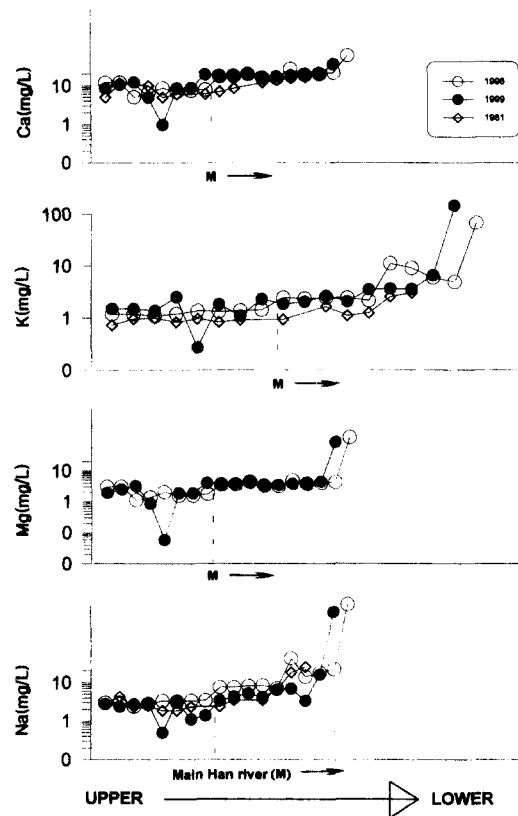 Ca(mg/L)
10
1
0
1996
1999
1981
M
K(mg/L)
100
10
1
0
M
Mg(mg/L)
10
1
0
0
M
Na(mg/L)
10
1
0
Main Han river (M)
UPPER
LOWER